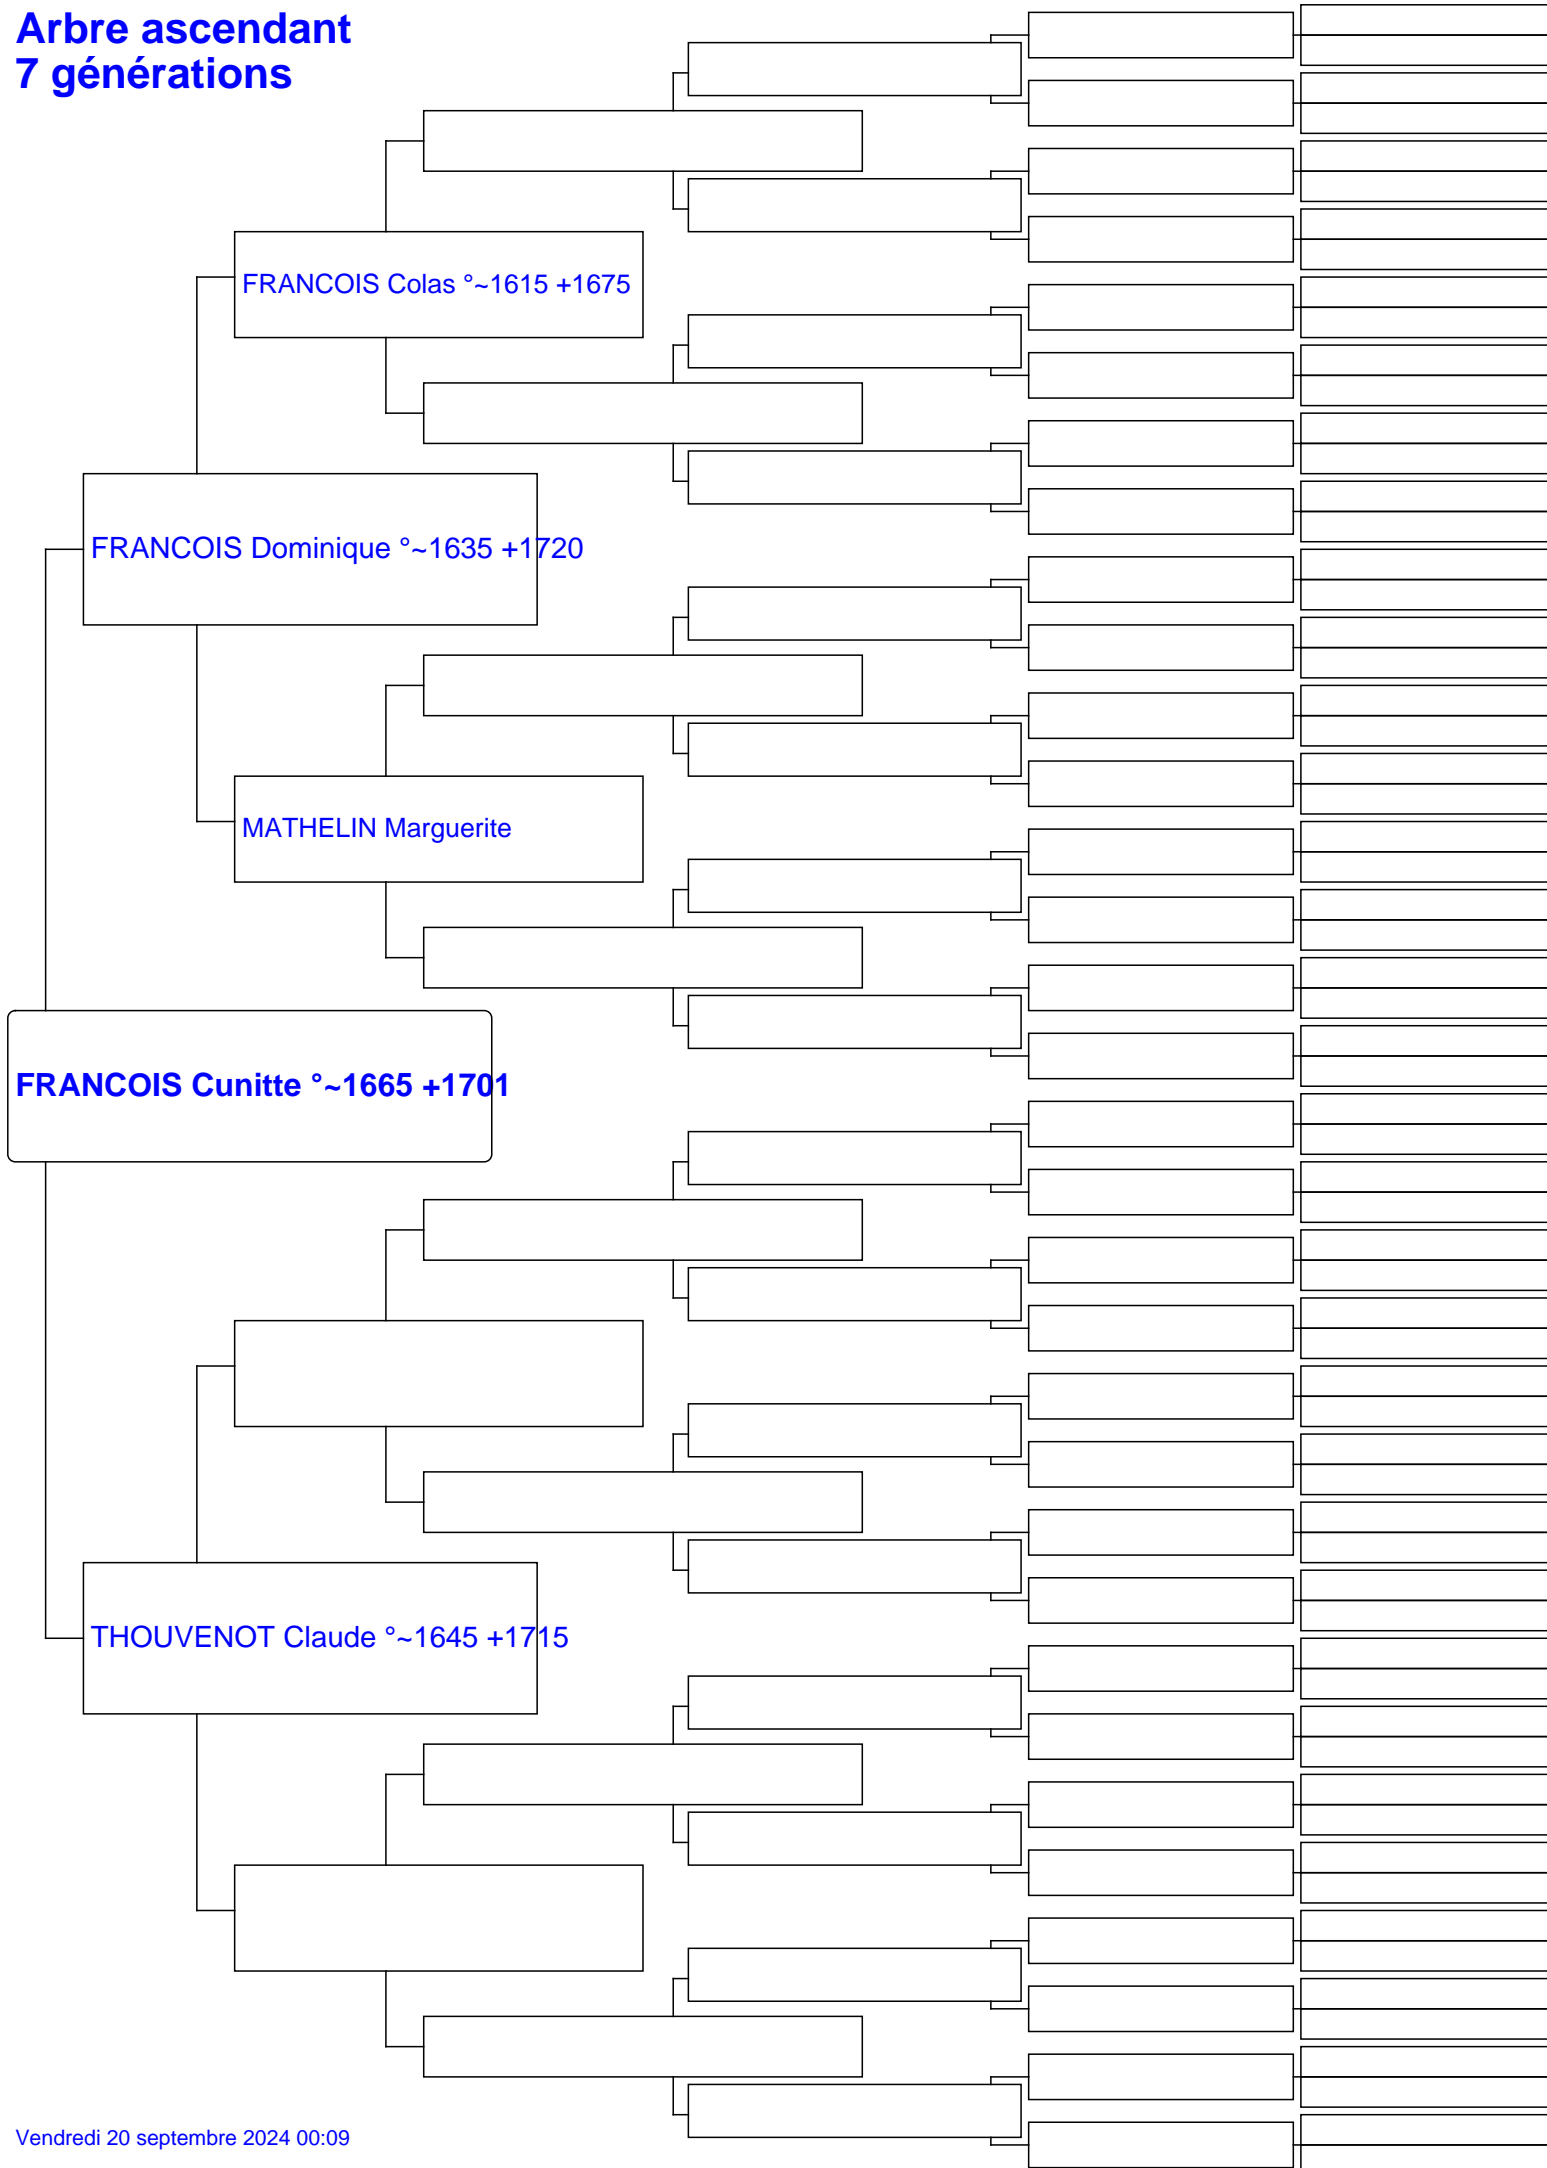 Arbre ascendant
7 générations
FRANCOIS Colas °~1615 +1675
FRANCOIS Dominique °~1635 +1720
MATHELIN Marguerite
FRANCOIS Cunitte °~1665 +1701
THOUVENOT Claude °~1645 +1715
Vendredi 20 septembre 2024 00:09